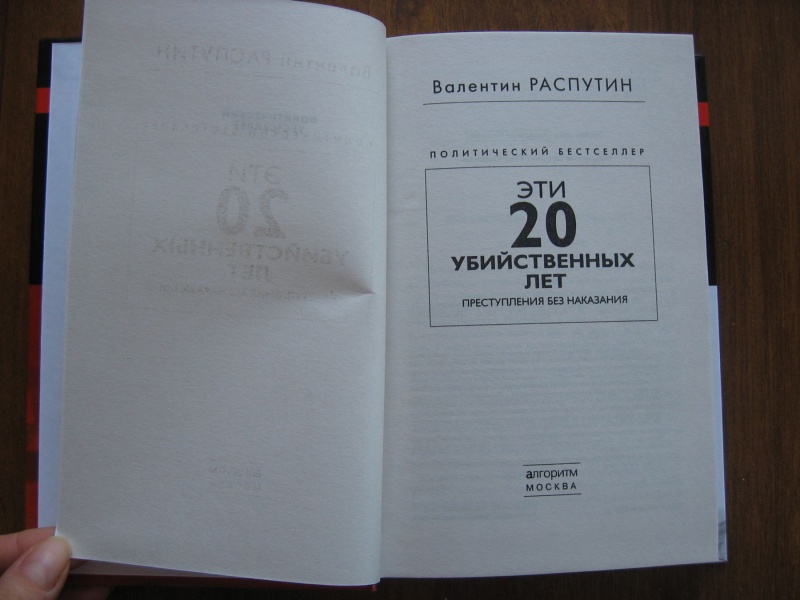 Валентин РАСПУТИН
ПОЛИТИЧЕСКИЙ БЕСТСЕЛЛЕР
ЭТИ
20
УБИЙСТВЕННЫХ
ЛЕТ
ПРЕСТУПЛЕНИЯ БЕЗ НАКАЗАНИЯ
алгоритм
МОСКВА